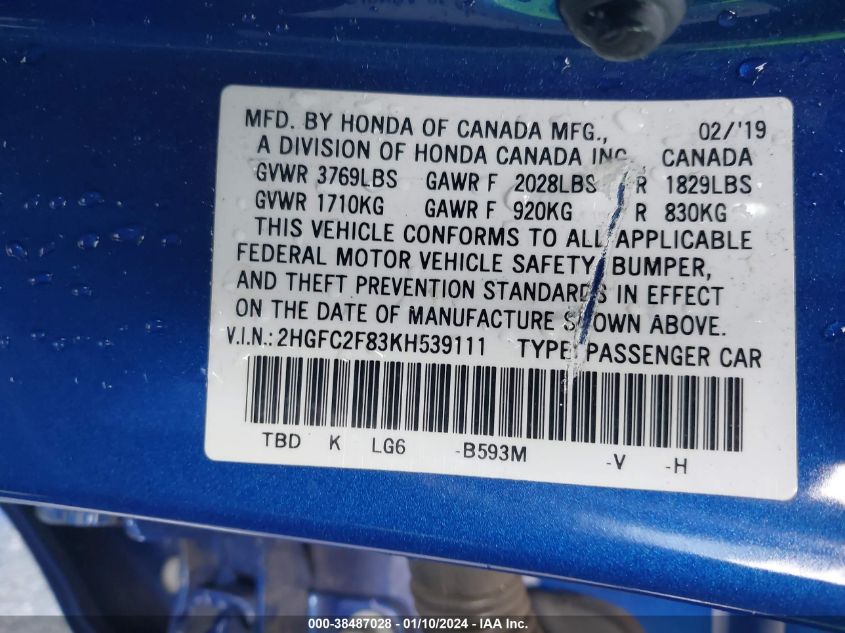 MFD. BY HONDA OF CANADA MFG., 02/'19
A DIVISION OF HONDA CANADA INC. CANADA
GVWR 3769LBS GAWR F 2028LBS R 1829LBS
GVWR 1710KG GAWR F 920KG R 830KG
THIS VEHICLE CONFORMS TO ALL APPLICABLE
FEDERAL MOTOR VEHICLE SAFETY, BUMPER,
AND THEFT PREVENTION STANDARDS IN EFFECT
ON THE DATE OF MANUFACTURE SHOWN ABOVE.
V.I.N.: 2HGFC2F83KH539111 TYPE: PASSENGER CAR
TBD K LG6 -B593M -V -H
000-38487028 - 01/10/2024 - IAA Inc.